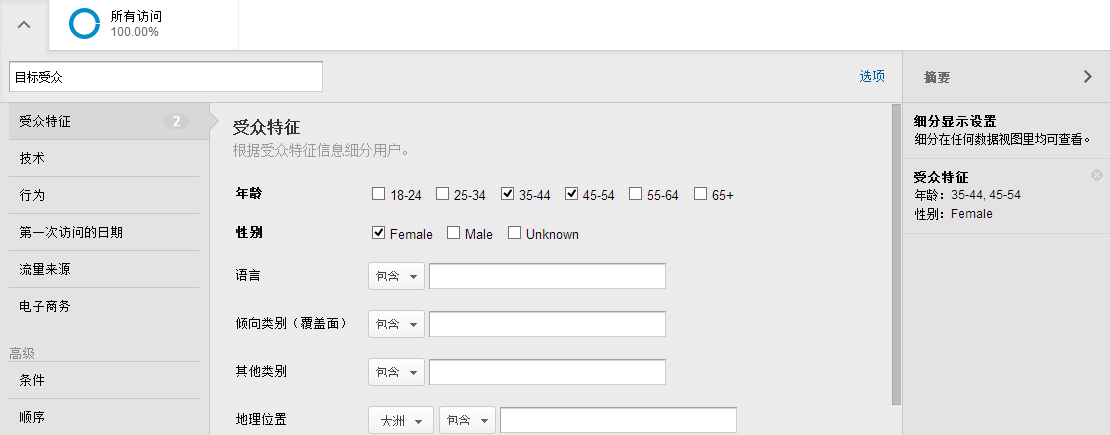 所有访问
100.00%
目标受众
选项
摘要
受众特征 2
技术
行为
第一次访问的日期
流量来源
电子商务
高级
条件
顺序
受众特征
根据受众特征信息细分用户。
年龄 18-24 25-34 35-44 45-54 55-64 65+
性别 Female Male Unknown
语言 包含
倾向类别（覆盖面） 包含
其他类别 包含
地理位置 大洲 包含
细分显示设置
细分在任何数据视图里均可查看。
受众特征
年龄：35-44, 45-54
性别：Female